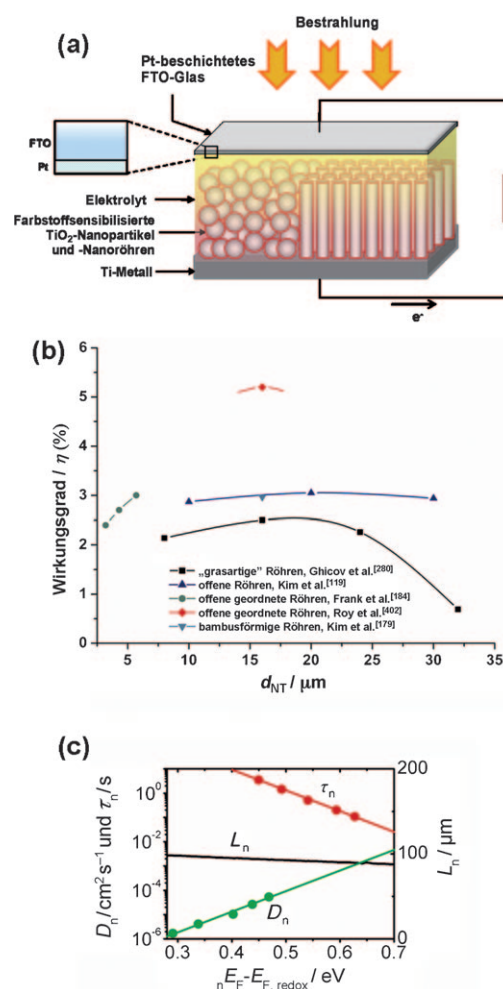 (a)
Bestrahlung
Pt-beschichtetes
FTO-Glas
FTO
Pt
Elektrolyt
Farbstoffsensibilisierte
TiO2-Nanopartikel
und -Nanoröhren
Ti-Metall
e-
(b)
Wirkungsgrad / η (%)
6
5
4
3
2
1
0
„grasartige" Röhren, Ghicov et al.[280]
offene Röhren, Kim et al.[119]
offene geordnete Röhren, Frank et al.[184]
offene geordnete Röhren, Roy et al.[402]
bambusförmige Röhren, Kim et al.[179]
5 10 15 20 25 30 35
dNT / μm
(c)
Dn/cm² s⁻¹ und τn/s
10⁰
10⁻²
10⁻⁴
10⁻⁶
τn
Ln
Dn
200
100
0
Ln / μm
0.3 0.4 0.5 0.6 0.7
nEF-EF, redox / eV